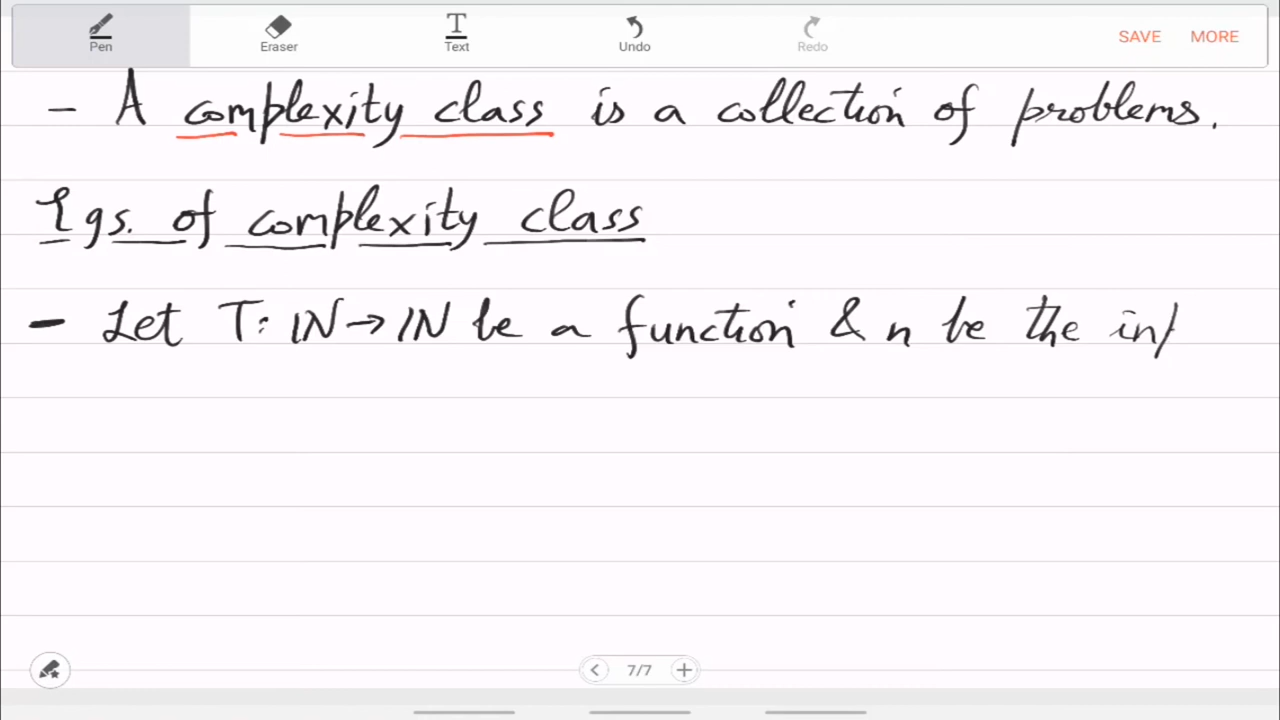 Pen Eraser Text Undo Redo SAVE MORE
- A complexity class is a collection of problems.
Egs. of complexity class
- Let T: IN → IN be a function & n be the
7/7